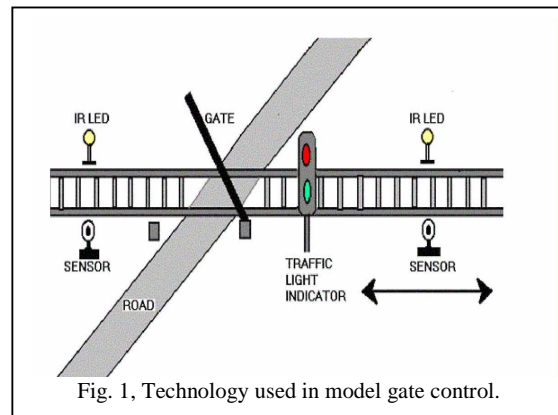 IR LED
GATE
IR LED
SENSOR
TRAFFIC
LIGHT
INDICATOR
SENSOR
ROAD
Fig. 1, Technology used in model gate control.